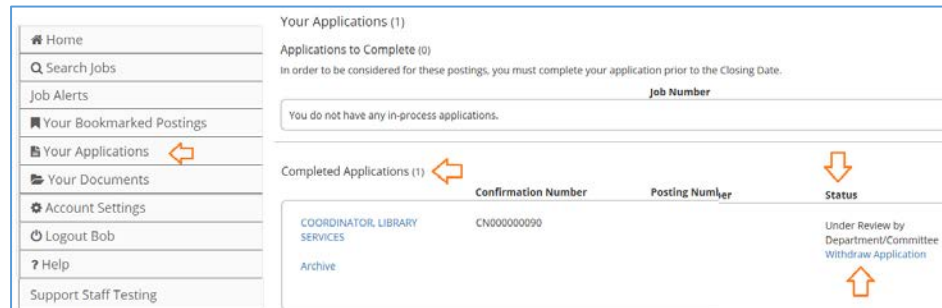 Home
Search Jobs
Job Alerts
Your Bookmarked Postings
Your Applications
Your Documents
Account Settings
Logout Bob
? Help
Support Staff Testing
Your Applications (1)
Applications to Complete (0)
In order to be considered for these postings, you must complete your application prior to the Closing Date.
Job Number
You do not have any in-process applications.
Completed Applications (1)
Confirmation Number Posting Number Status
COORDINATOR, LIBRARY CN000000090 Under Review by
SERVICES Department/Committee
Withdraw Application
Archive